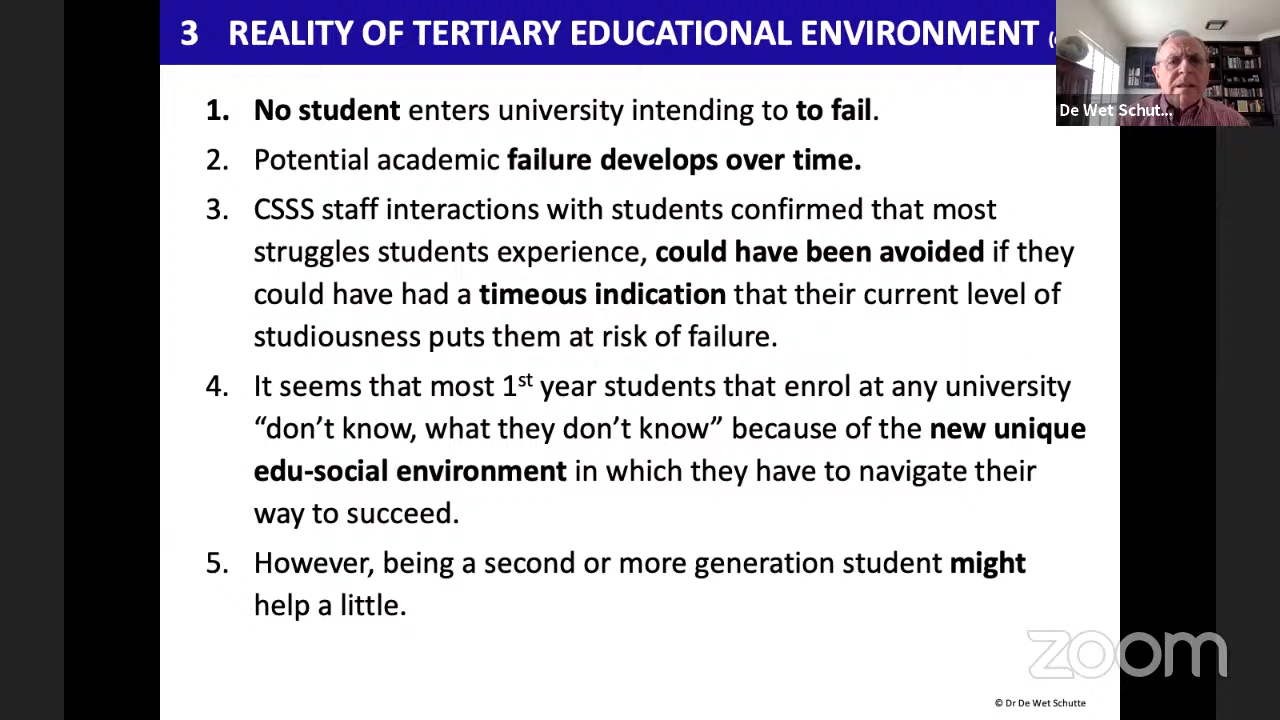 3 REALITY OF TERTIARY EDUCATIONAL ENVIRONMENT
De Wet Schut...
1. No student enters university intending to to fail.
2. Potential academic failure develops over time.
3. CSSS staff interactions with students confirmed that most
struggles students experience, could have been avoided if they
could have had a timeous indication that their current level of
studiousness puts them at risk of failure.
4. It seems that most 1st year students that enrol at any university
“don’t know, what they don’t know” because of the new unique
edu-social environment in which they have to navigate their
way to succeed.
5. However, being a second or more generation student might
help a little.
zoom
© Dr De Wet Schutte